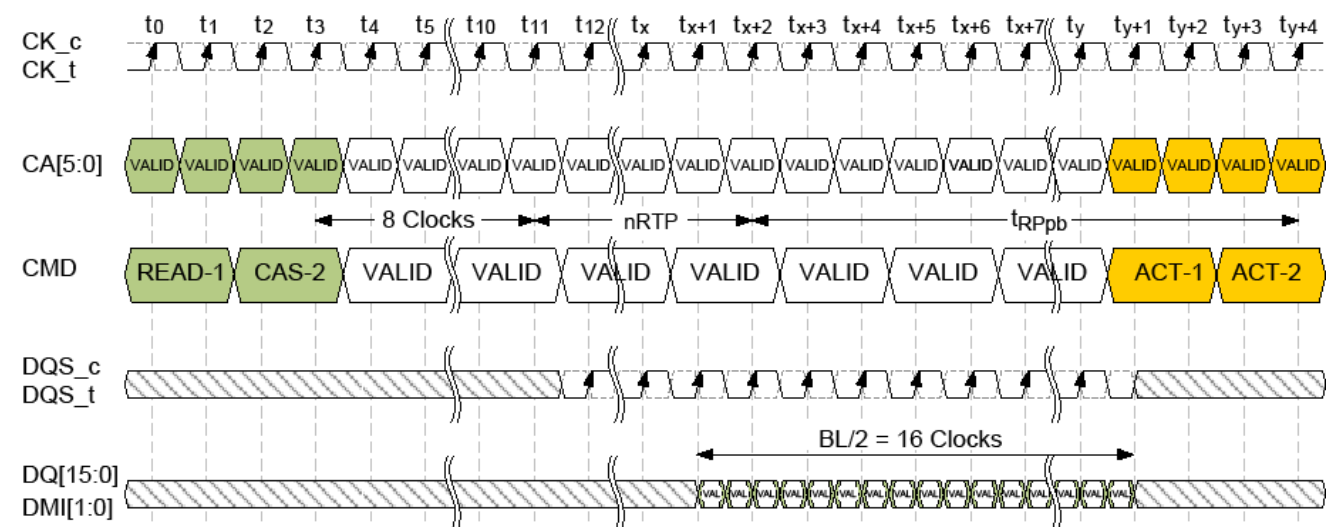 t0 t1 t2 t3 t4 t5 t10 t11 t12 tx tx+1 tx+2 tx+3 tx+4 tx+5 tx+6 tx+7 ty ty+1 ty+2 ty+3 ty+4
CK_c
CK_t
CA[5:0] VALID VALID VALID VALID VALID VALID VALID VALID VALID VALID VALID VALID VALID VALID VALID VALID VALID VALID VALID VALID VALID VALID
8 Clocks nRTP tRPpb
CMD READ-1 CAS-2 VALID VALID VALID VALID VALID VALID VALID ACT-1 ACT-2
DQS_c
DQS_t
BL/2 = 16 Clocks
DQ[15:0]
DMI[1:0]